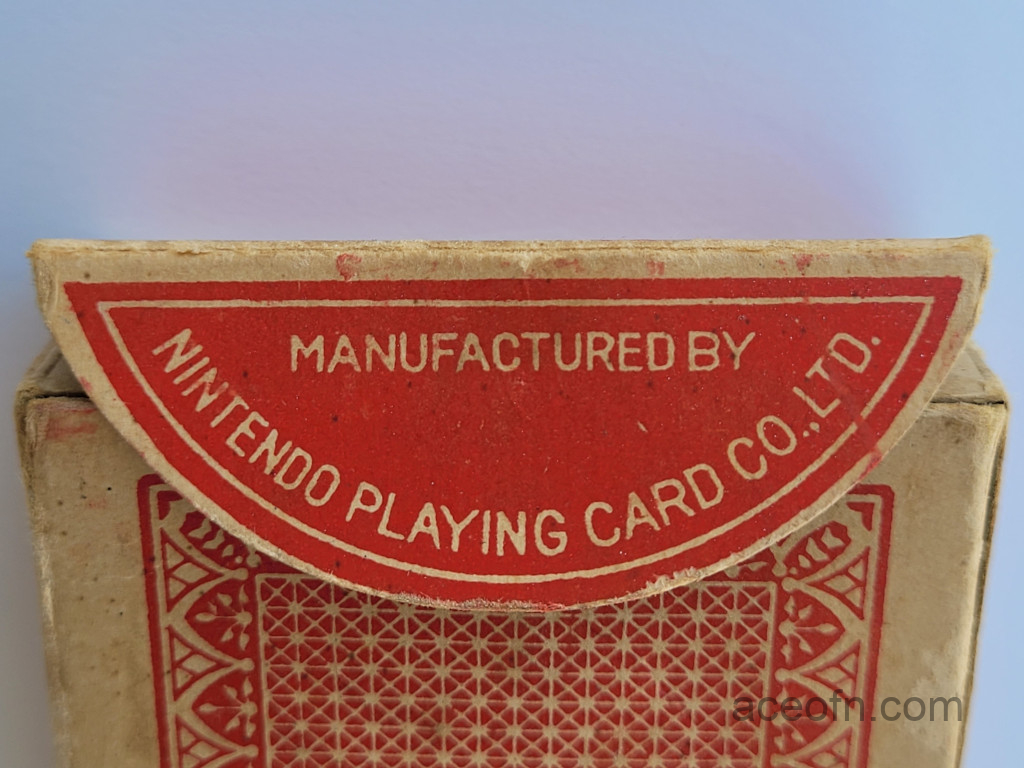 MANUFACTURED BY
NINTENDO PLAYING CARD CO.,LTD.
aceofn.com